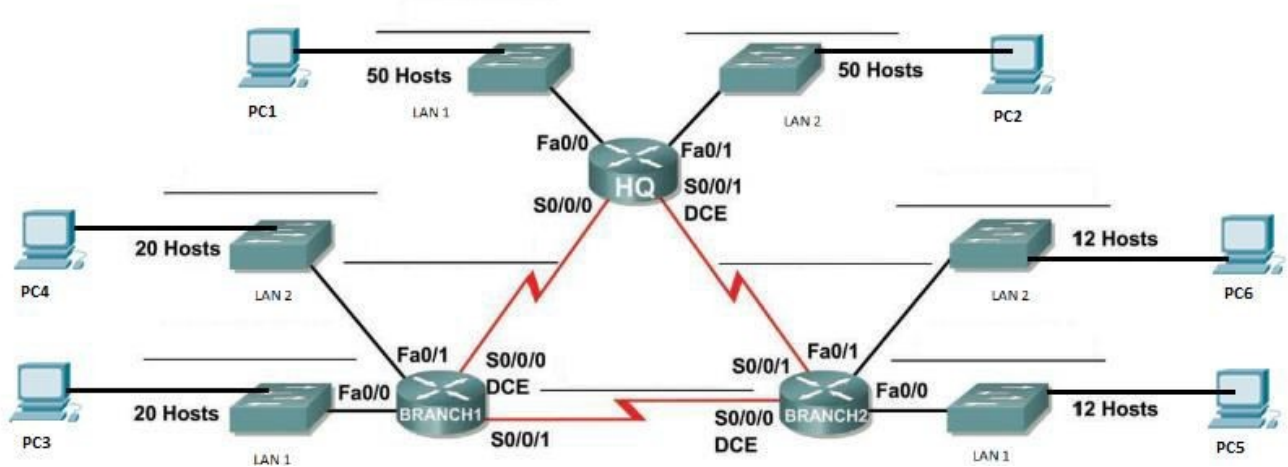 50 Hosts
50 Hosts
PC1
LAN 1
LAN 2
PC2
Fa0/0
Fa0/1
HQ
S0/0/0
S0/0/1
DCE
20 Hosts
12 Hosts
PC4
LAN 2
LAN 2
PC6
Fa0/1
S0/0/0
DCE
S0/0/1
Fa0/1
Fa0/0
Fa0/0
20 Hosts
BRANCH1
S0/0/0
DCE
BRANCH2
12 Hosts
PC3
LAN 1
S0/0/1
LAN 1
PC5